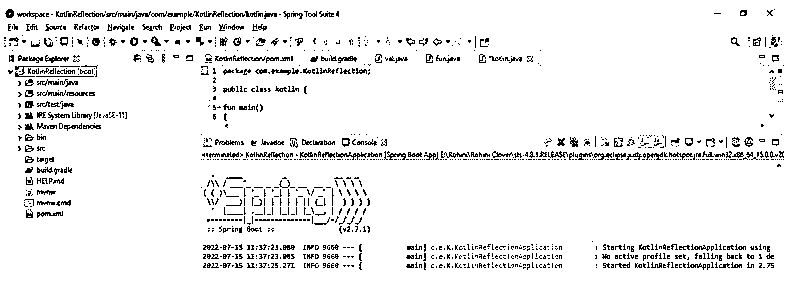 workspace - KotlinReflection/src/main/java/com/example/KotlinReflection/kotlin.java - Spring Tool Suite 4
File Edit Source Refactor Navigate Search Project Run Window Help
Package Explorer
KotlinReflection/pom.xml build.gradle val.java fun.java *kotlin.java
KotlinReflection [boot]
src/main/java
src/main/resources
src/test/java
JRE System Library [JavaSE-11]
Maven Dependencies
bin
src
target
build.gradle
HELP.md
mvnw
mvnw.cmd
pom.xml
1 package com.example.KotlinReflection;
2
3 public class kotlin {
5 fun main()
6 {
Problems Javadoc Declaration Console
<terminated> KotlinReflection - KotlinReflectionApplication [Spring Boot App]
:: Spring Boot :: (v2.7.1)
2022-07-15 11:37:23.080 INFO 9660 --- [ main] c.e.K.KotlinReflectionApplication : Starting KotlinReflectionApplication using
2022-07-15 11:37:23.085 INFO 9660 --- [ main] c.e.K.KotlinReflectionApplication : No active profile set, falling back to 1 de
2022-07-15 11:37:25.271 INFO 9660 --- [ main] c.e.K.KotlinReflectionApplication : Started KotlinReflectionApplication in 2.75